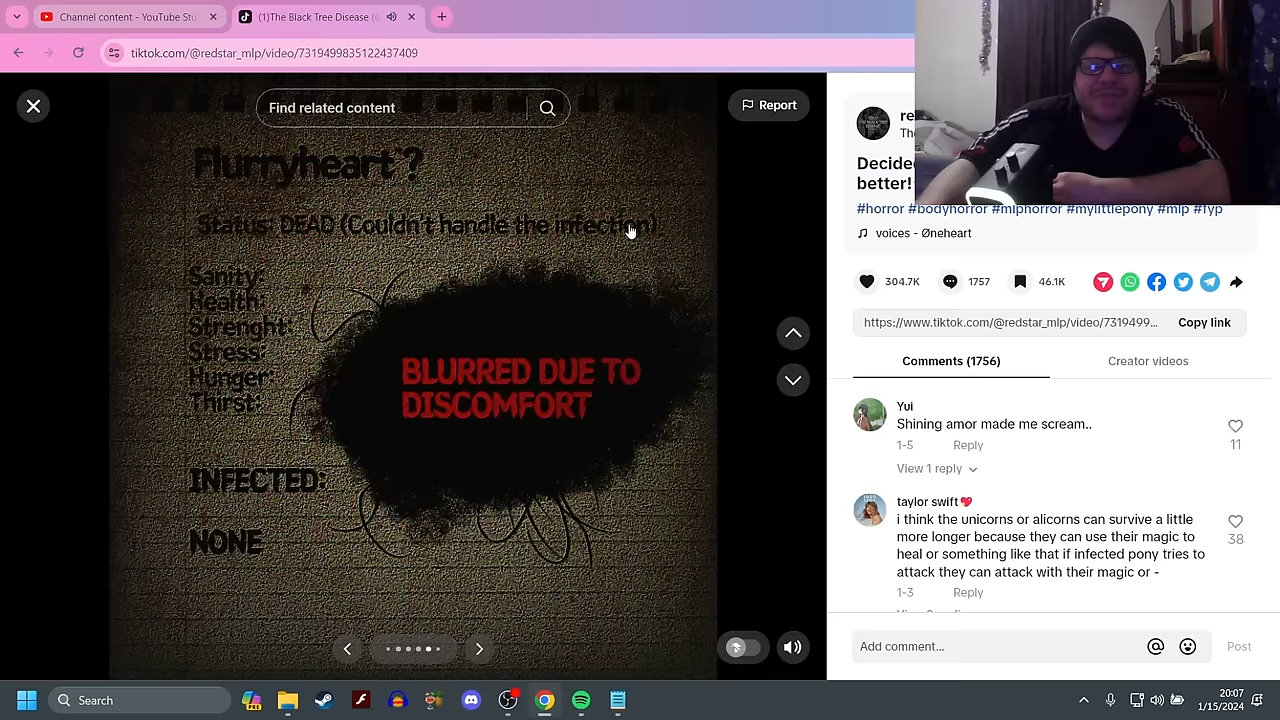 Channel content - YouTube Stu
(1)The Black Tree Disease (
tiktok.com/@redstar_mlp/video/7319499835122437409
Find related content
Report
Flurryheart ?
Status: DEAD (Couldn't handle the infection)
Sanity:
Health:
Strenght:
Stress:
Hunger:
Thirst:
BLURRED DUE TO
DISCOMFORT
INFECTED:
NONE
re
Th
Decide
better!
#horror #bodyhorror #mlphorror #mylittlepony #mlp #fyp
voices - Øneheart
304.7K
1757
46.1K
https://www.tiktok.com/@redstar_mlp/video/7319499...
Copy link
Comments (1756)
Creator videos
Yui
Shining amor made me scream..
1-5
Reply
11
View 1 reply
taylor swift❤️
i think the unicorns or alicorns can survive a little
more longer because they can use their magic to
heal or something like that if infected pony tries to
attack they can attack with their magic or -
38
1-3
Reply
Add comment...
Post
Search
20:07
1/15/2024